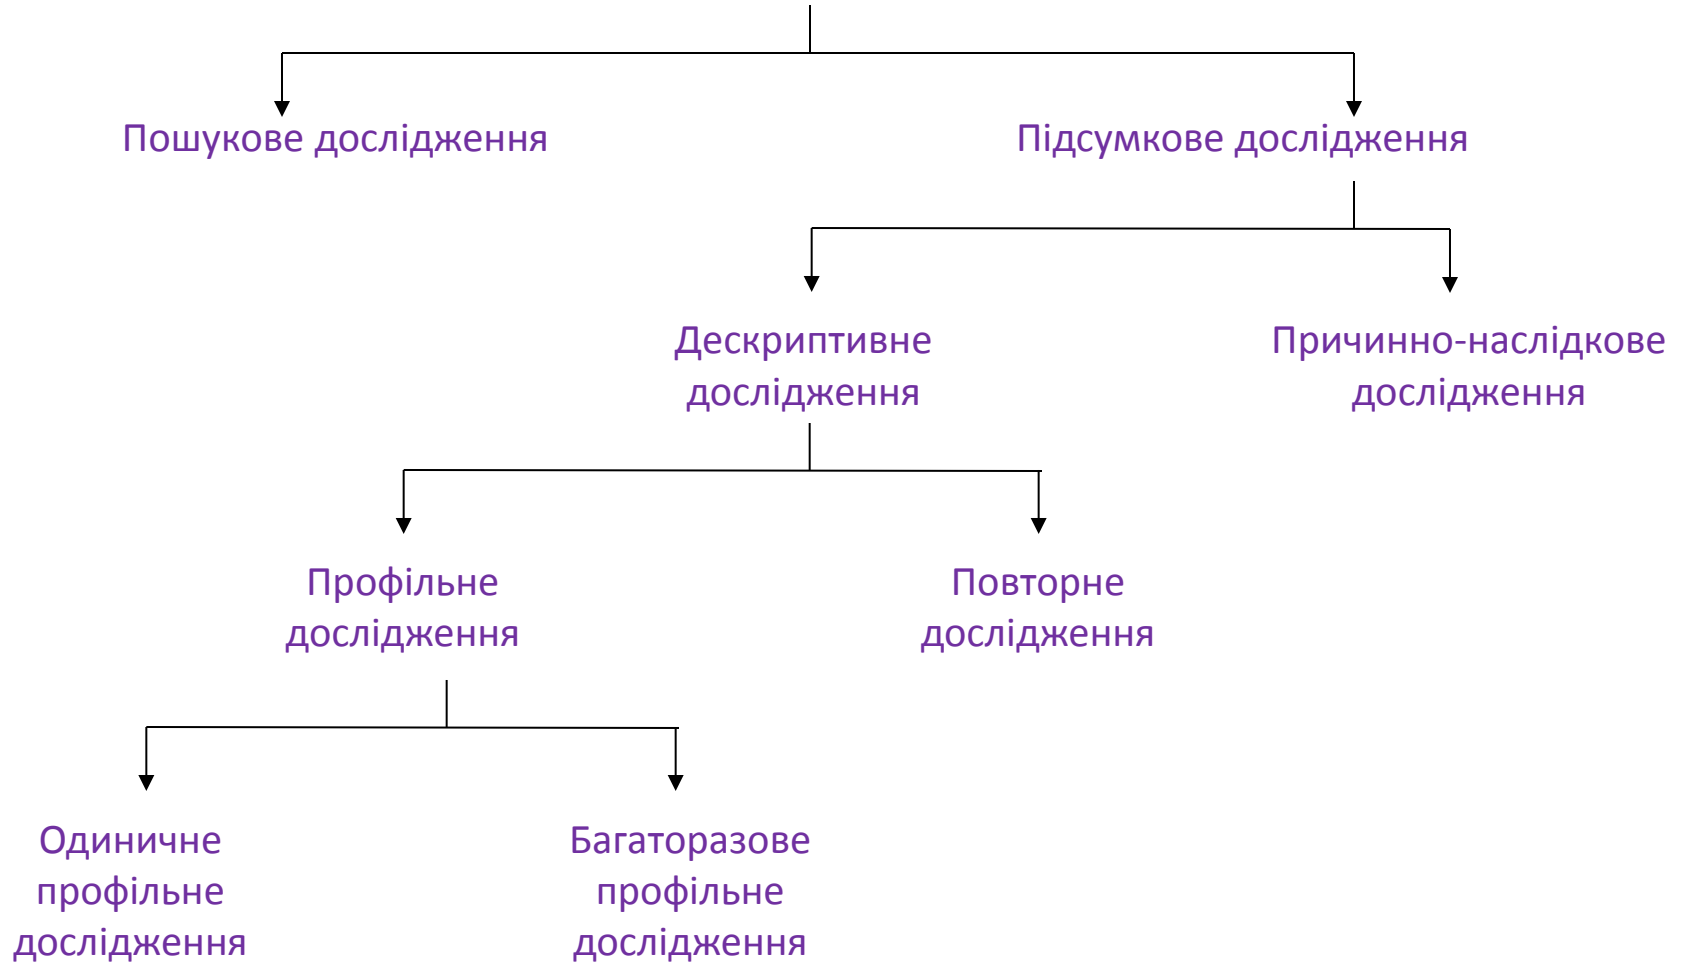 Пошукове дослідження
Підсумкове дослідження
Дескриптивне
дослідження
Причинно-наслідкове
дослідження
Профільне
дослідження
Повторне
дослідження
Одиничне
профільне
дослідження
Багаторазове
профільне
дослідження